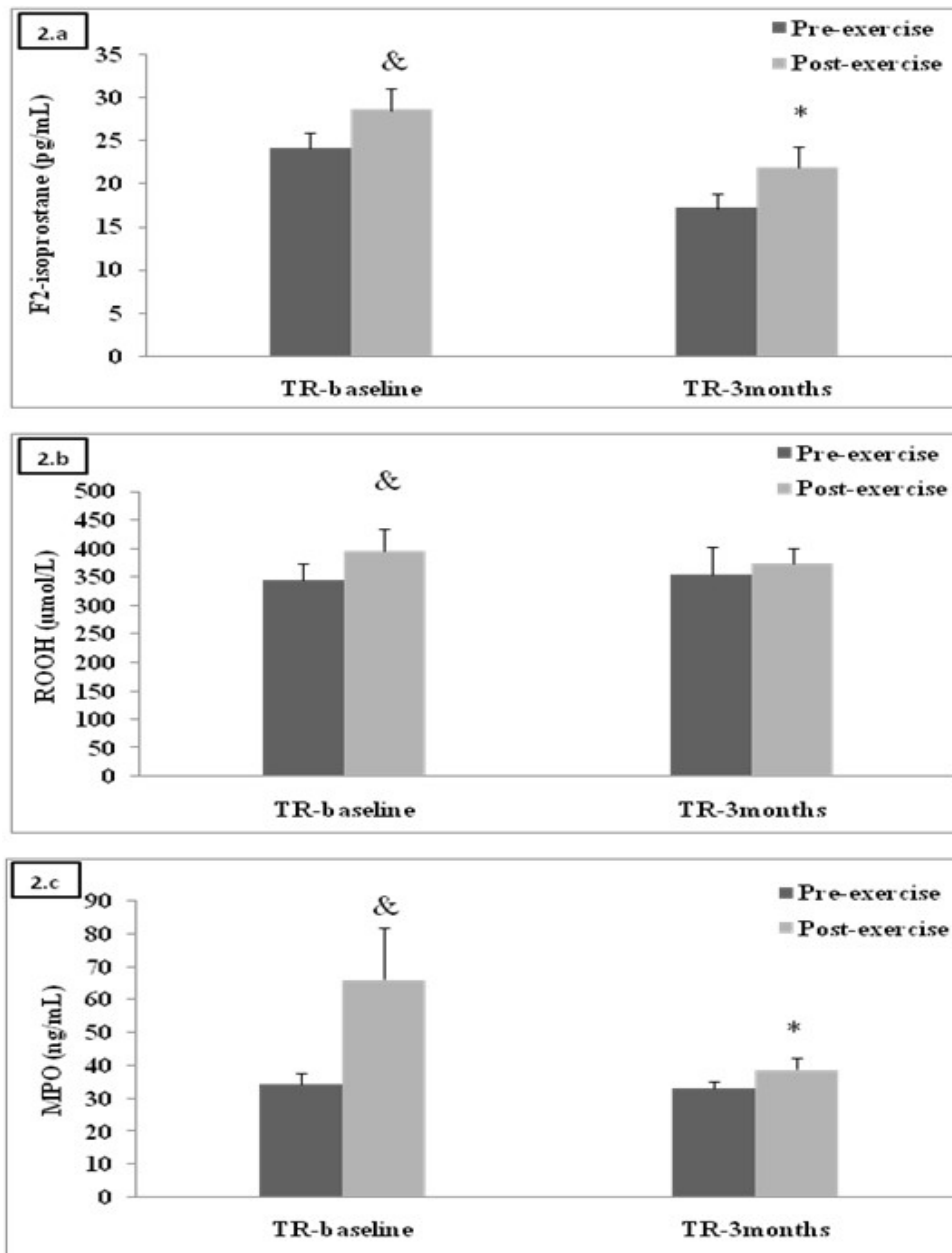 2.a
Pre-exercise
Post-exercise
&
*
F2-isoprostane (pg/mL)
35
30
25
20
15
10
5
0
TR-baseline TR-3months
2.b
Pre-exercise
Post-exercise
&
ROOH (µmol/L)
500
450
400
350
300
250
200
150
100
50
0
TR-baseline TR-3months
2.c
Pre-exercise
Post-exercise
&
*
MPO (ng/mL)
90
80
70
60
50
40
30
20
10
0
TR-baseline TR-3months